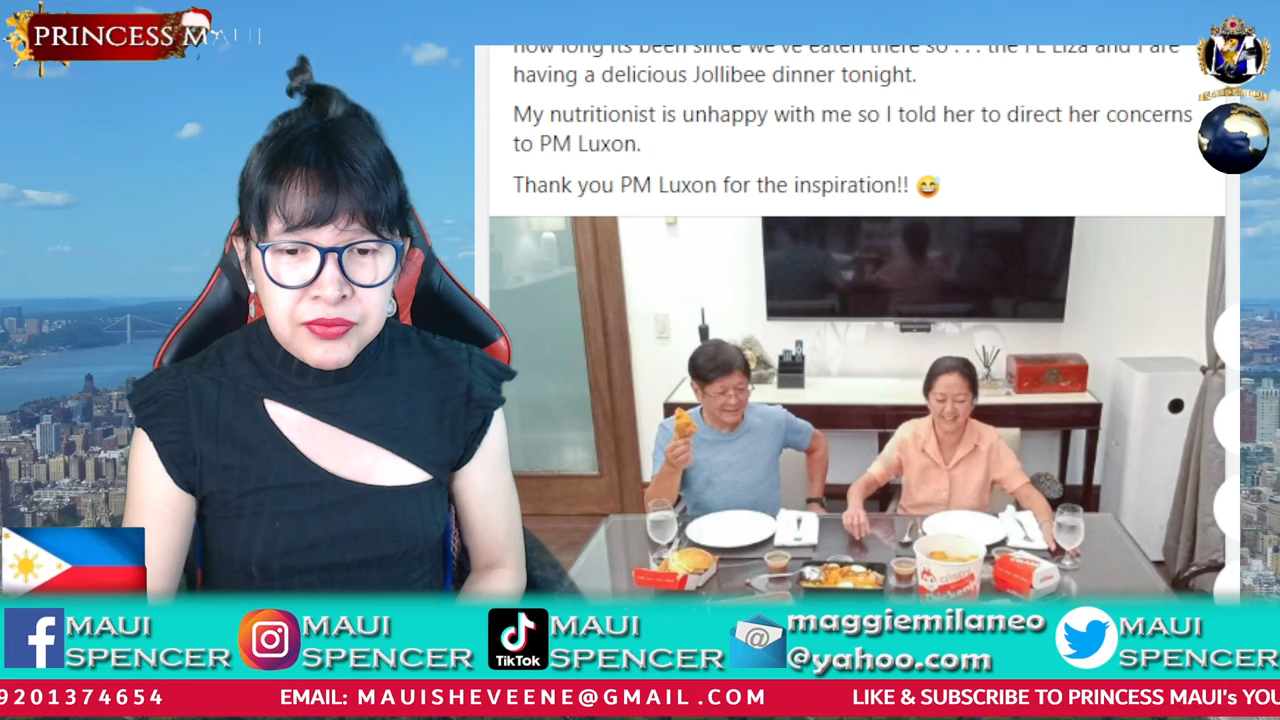 PRINCESS MAUI
how long its been since we've eaten there so . . . the FL Liza and I are
having a delicious Jollibee dinner tonight.
My nutritionist is unhappy with me so I told her to direct her concerns
to PM Luxon.
Thank you PM Luxon for the inspiration!! 😅
MAUI
SPENCER
MAUI
SPENCER
TikTok
MAUI
SPENCER
maggiemilaneo
@yahoo.com
MAUI
SPENCER
9201374654
EMAIL: MAUISHEVEENE@GMAIL.COM
LIKE & SUBSCRIBE TO PRINCESS MAUI's YOU